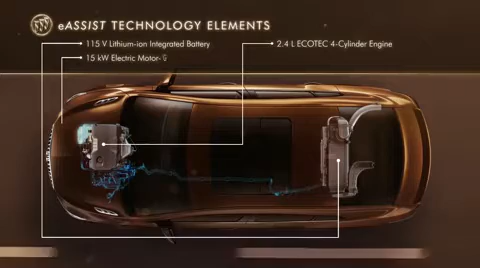 eASSIST TECHNOLOGY ELEMENTS
115 V Lithium-ion Integrated Battery
2.4 L ECOTEC 4-Cylinder Engine
15 kW Electric Motor-